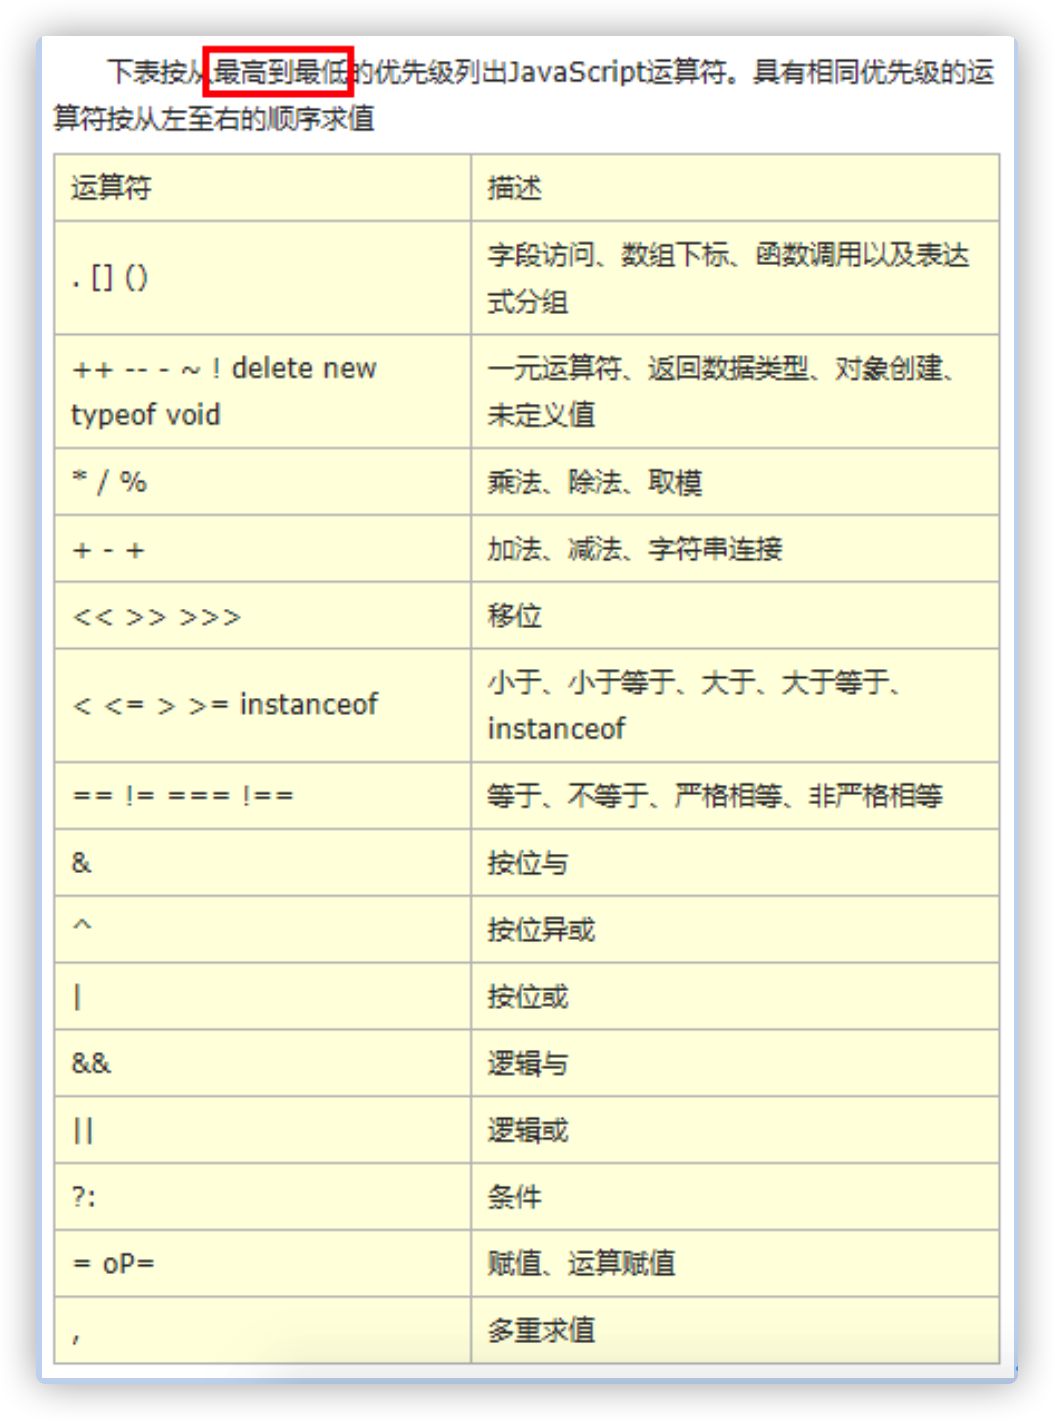 下表按从最高到最低的优先级列出JavaScript运算符。具有相同优先级的运
算符按从左至右的顺序求值
运算符
描述
. [] ()
字段访问、数组下标、函数调用以及表达
式分组
++ -- - ~ ! delete new
typeof void
一元运算符、返回数据类型、对象创建、
未定义值
* / %
乘法、除法、取模
+ - +
加法、减法、字符串连接
<< >> >>>
移位
< <= > >= instanceof
小于、小于等于、大于、大于等于、
instanceof
== != === !==
等于、不等于、严格相等、非严格相等
&
按位与
^
按位异或
|
按位或
&&
逻辑与
||
逻辑或
?:
条件
= oP=
赋值、运算赋值
,
多重求值